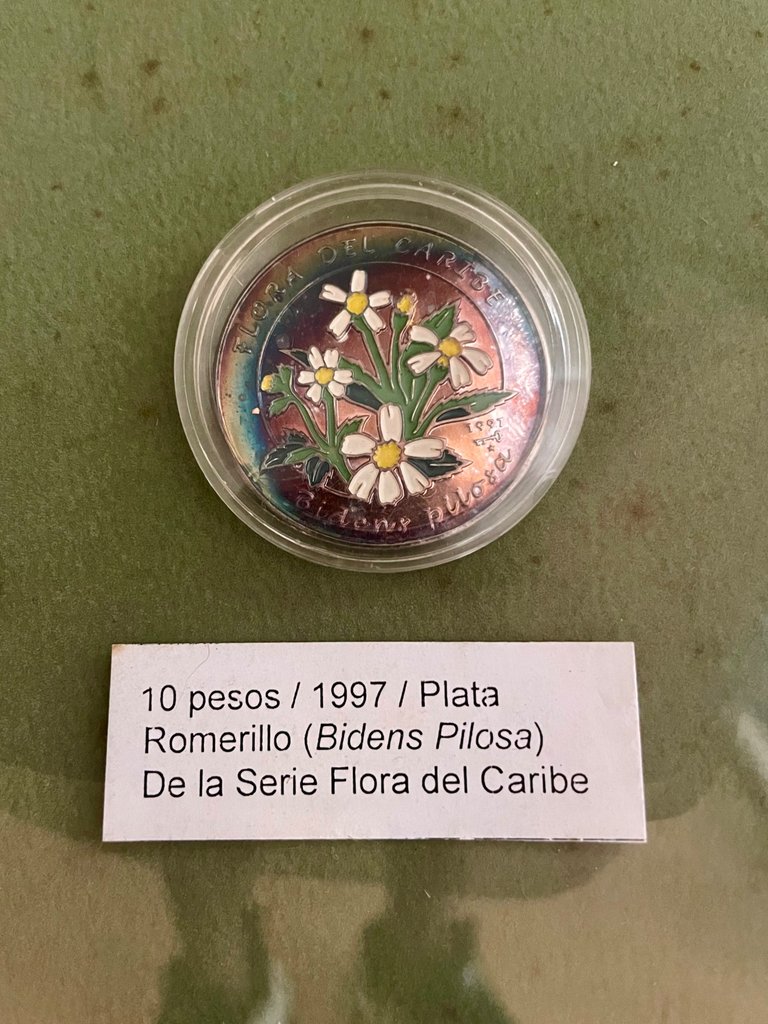 FLORA DEL CARIBE
1997
Bidens pilosa
10 pesos / 1997 / Plata
Romerillo (Bidens Pilosa)
De la Serie Flora del Caribe